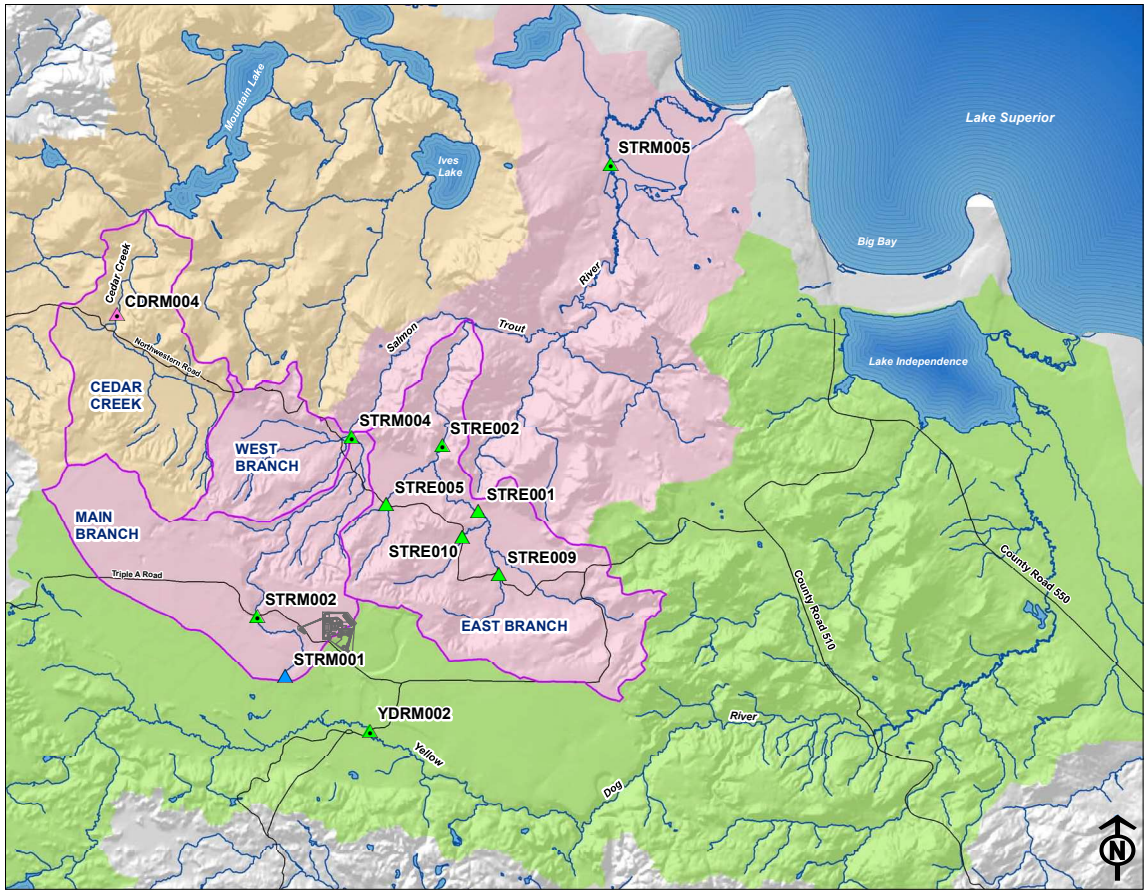 Mountain Lake
Lake Superior
STRM005
Ives
Lake
Big Bay
Cedar Creek
River
CDRM004
Salmon
Trout
Northwestern Road
Lake Independence
CEDAR
CREEK
STRM004
STRE002
WEST
BRANCH
STRE005
STRE001
MAIN
BRANCH
STRE010
STRE009
County Road 550
Triple A Road
County Road 510
STRM002
EAST BRANCH
STRM001
YDRM002
River
Yellow
Dog
N